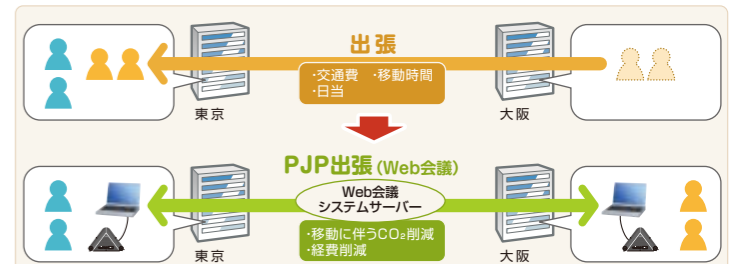 出張
・交通費 ・移動時間
・日当
東京
大阪
PJP出張(Web会議)
Web会議
システムサーバー
・移動に伴うCO₂削減
・経費削減
東京
大阪